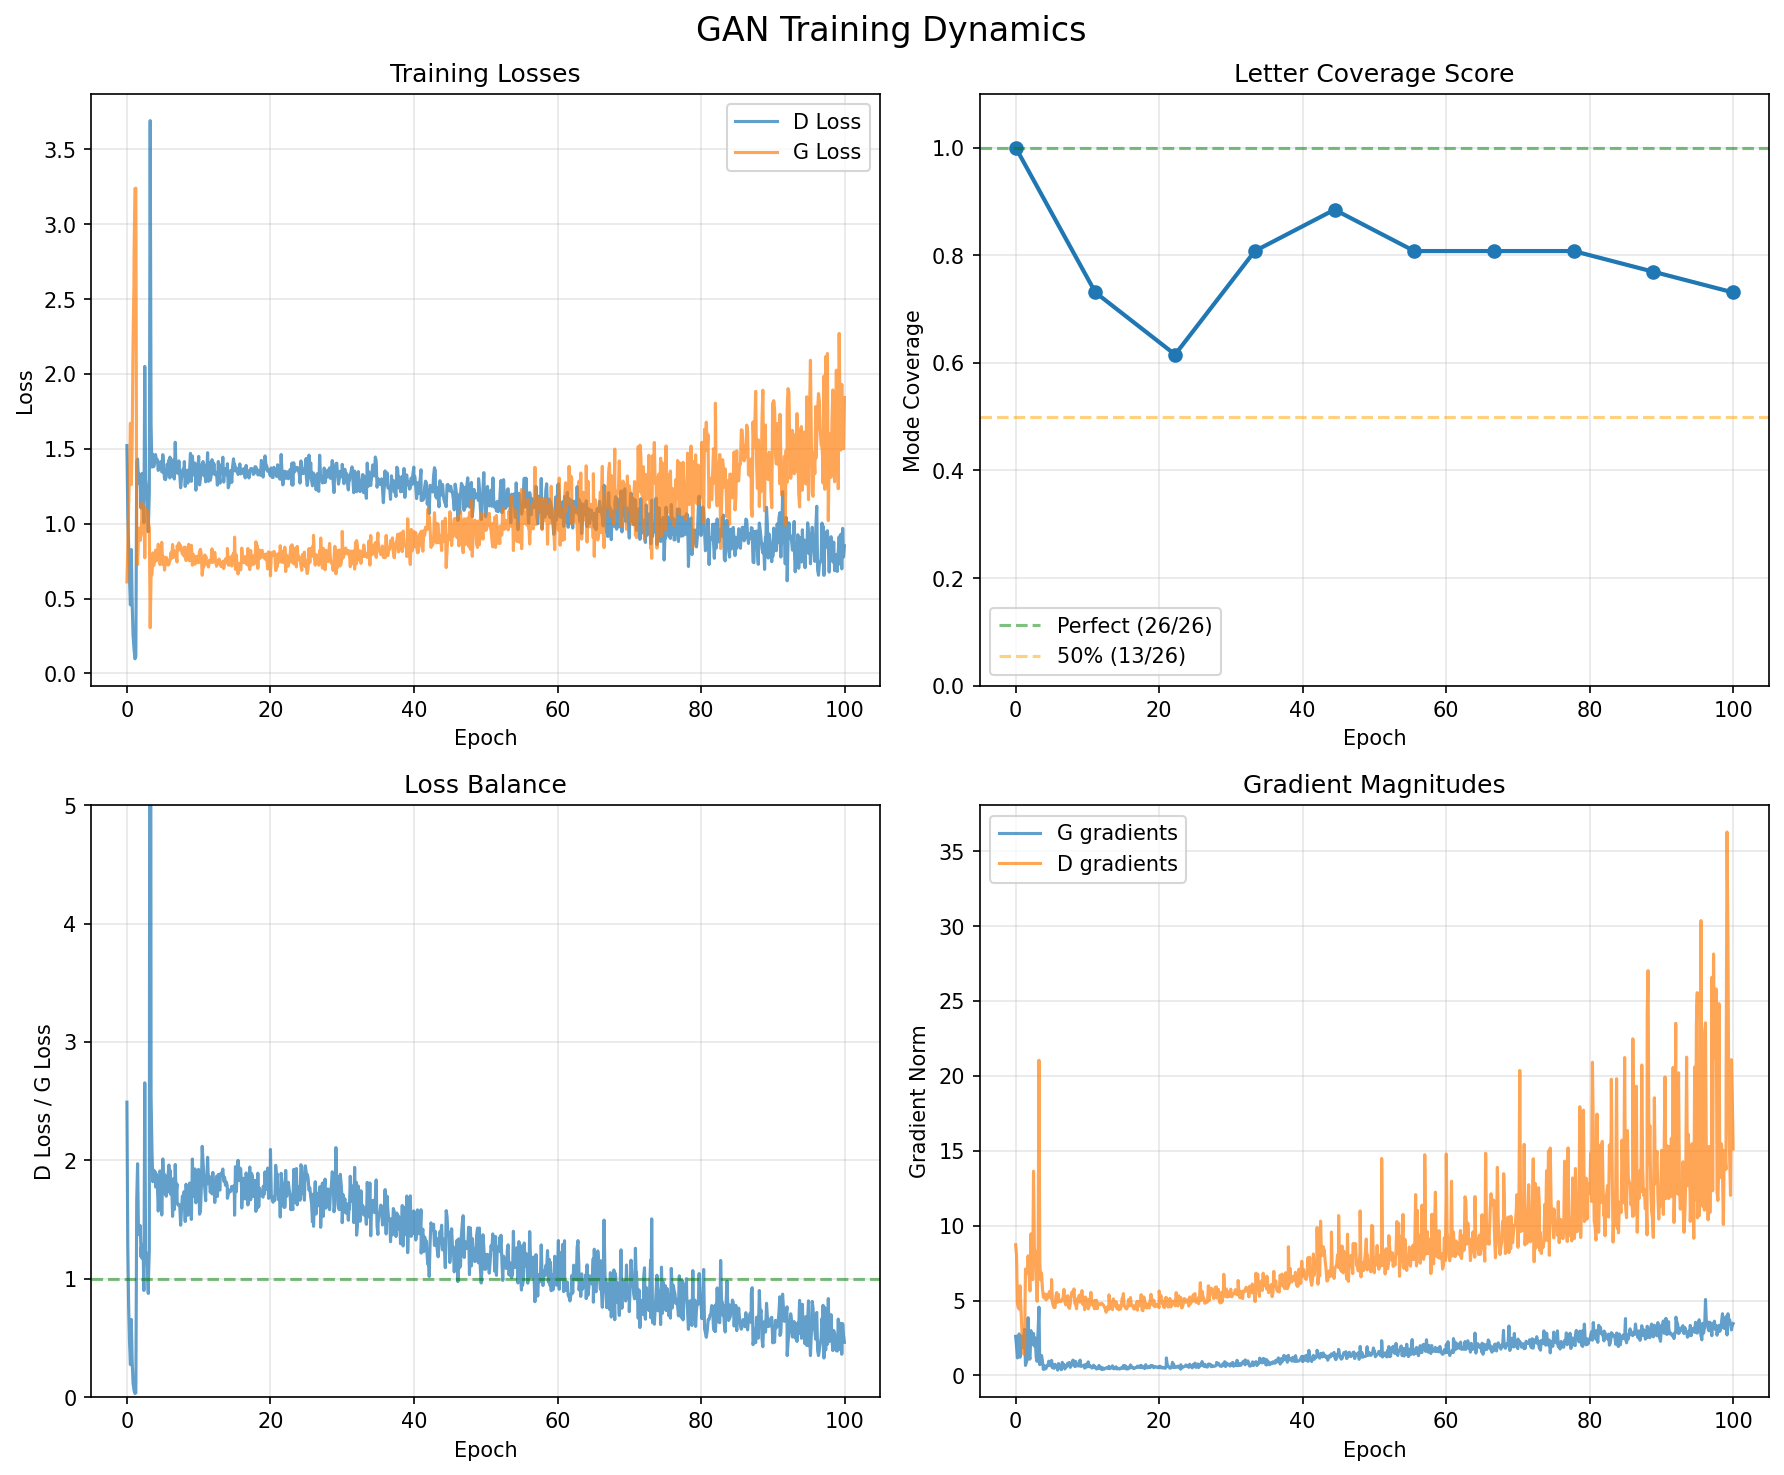 GAN Training Dynamics
Training Losses
D Loss
G Loss
3.5
3.0
2.5
2.0
1.5
1.0
0.5
0.0
Loss
0 20 40 60 80 100
Epoch
Letter Coverage Score
1.0
0.8
0.6
0.4
0.2
0.0
Mode Coverage
Perfect (26/26)
50% (13/26)
0 20 40 60 80 100
Epoch
Loss Balance
5
4
3
2
1
0
D Loss / G Loss
0 20 40 60 80 100
Epoch
Gradient Magnitudes
G gradients
D gradients
35
30
25
20
15
10
5
0
Gradient Norm
0 20 40 60 80 100
Epoch